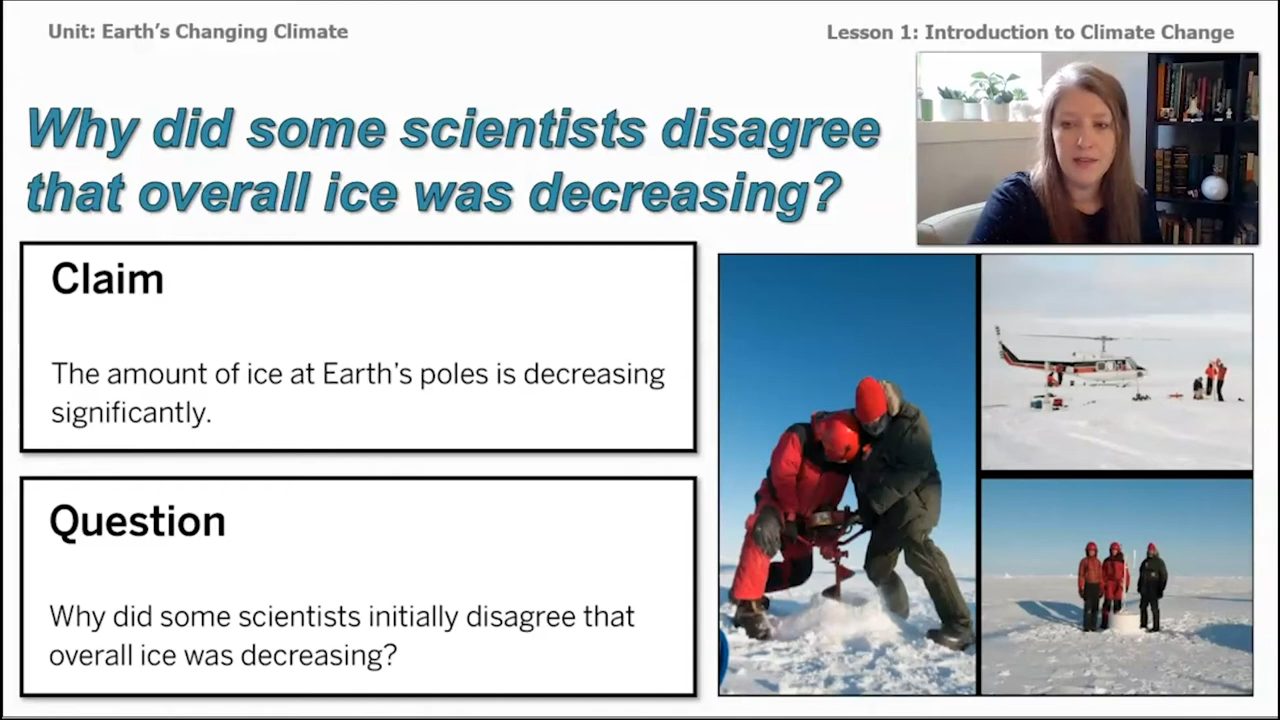 Unit: Earth's Changing Climate
Lesson 1: Introduction to Climate Change
Why did some scientists disagree
that overall ice was decreasing?
Claim
The amount of ice at Earth's poles is decreasing
significantly.
Question
Why did some scientists initially disagree that
overall ice was decreasing?